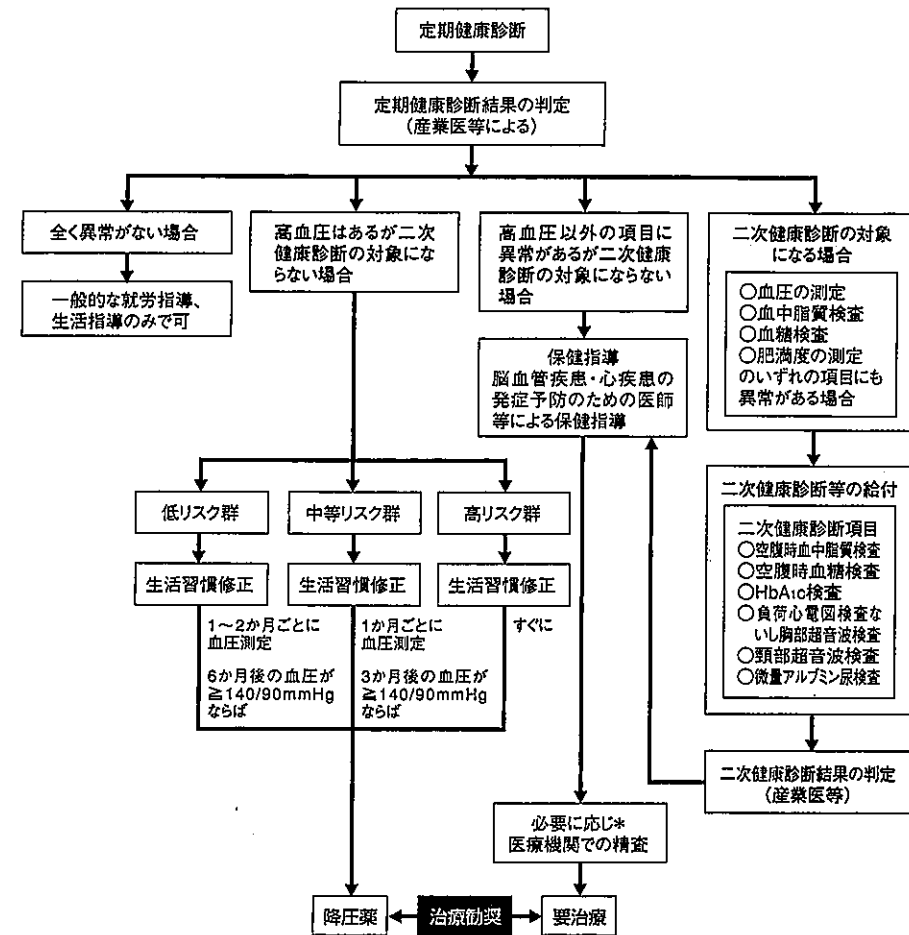 定期健康診断
定期健康診断結果の判定
(産業医等による)
全く異常がない場合
一般的な就労指導、
生活指導のみで可
高血圧はあるが二次
健康診断の対象にな
らない場合
高血圧以外の項目に
異常があるが二次健康
診断の対象にならない
場合
二次健康診断の対象
になる場合
○血圧の測定
○血中脂質検査
○血糖検査
○肥満度の測定
のいずれの項目にも
異常がある場合
保健指導
脳血管疾患・心疾患の
発症予防のための医師
等による保健指導
低リスク群
中等リスク群
高リスク群
生活習慣修正
生活習慣修正
生活習慣修正
1～2か月ごとに
血圧測定
6か月後の血圧が
≧140/90mmHg
ならば
1か月ごとに
血圧測定
3か月後の血圧が
≧140/90mmHg
ならば
すぐに
二次健康診断等の給付
二次健康診断項目
○空腹時血中脂質検査
○空腹時血糖検査
○HbA1c検査
○負荷心電図検査な
いし胸部超音波検査
○頸部超音波検査
○微量アルブミン尿検査
二次健康診断結果の判定
(産業医等)
必要に応じ*
医療機関での精査
降圧薬
治療勧奨
要治療